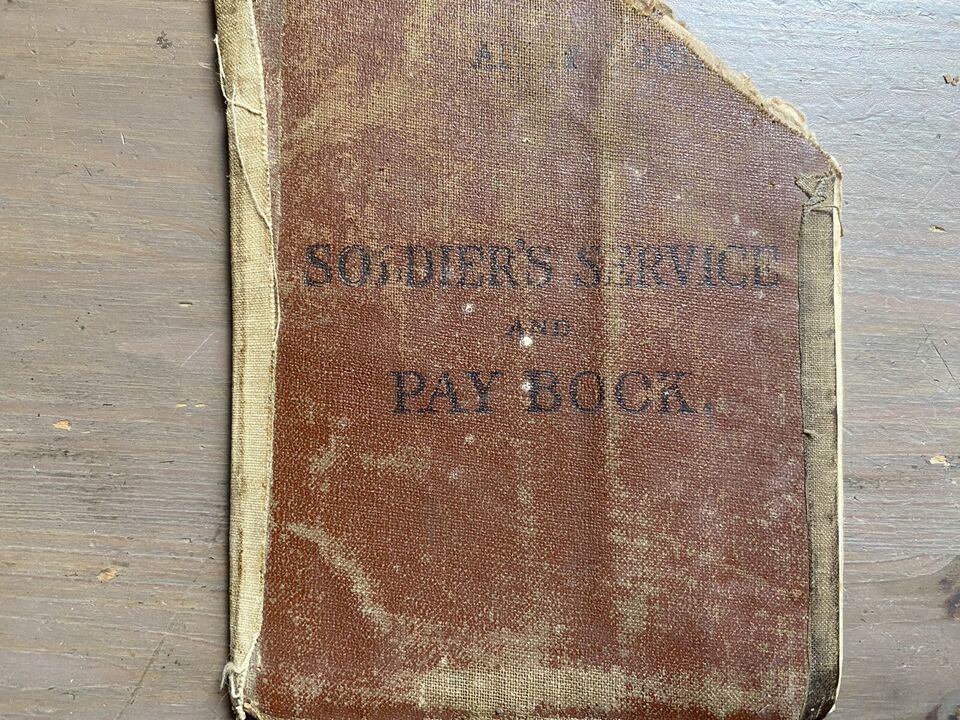 SOLDIER'S SERVICE
AND
PAY BOOK.